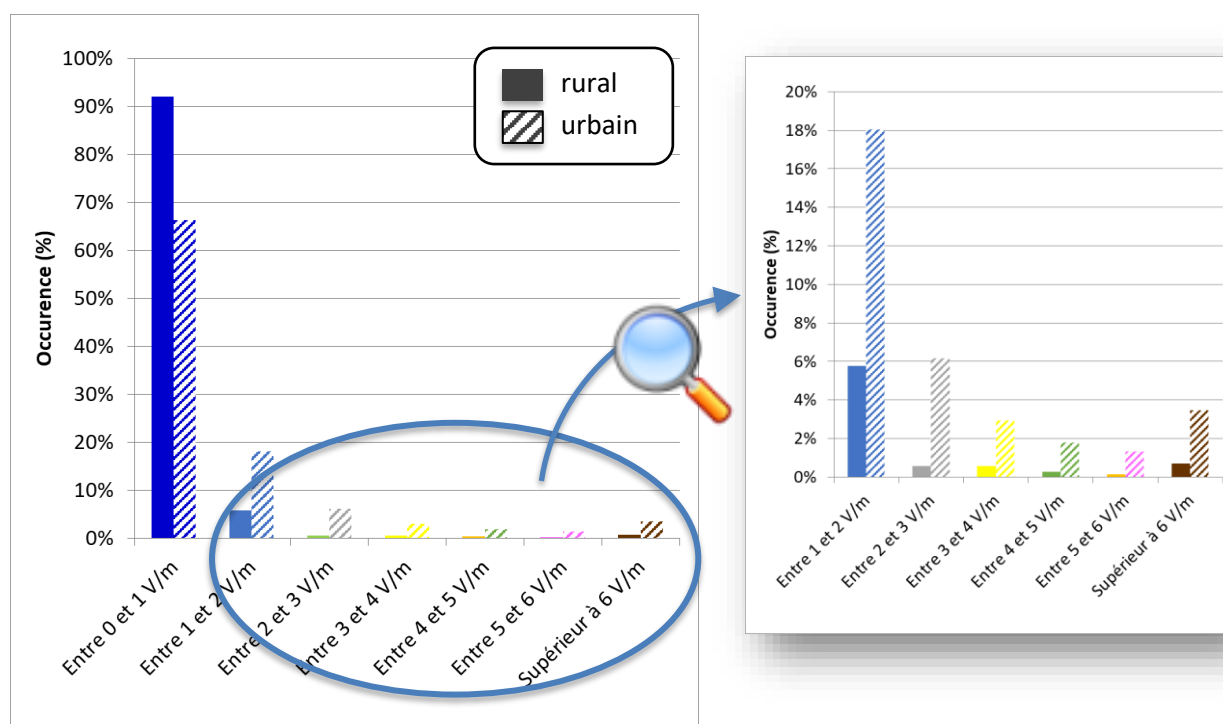 100%
90%
80%
70%
60%
50%
40%
30%
20%
10%
0%
Occurence (%)
rural
urbain
Entre 0 et 1 V/m
Entre 1 et 2 V/m
Entre 2 et 3 V/m
Entre 3 et 4 V/m
Entre 4 et 5 V/m
Entre 5 et 6 V/m
Supérieur à 6 V/m
20%
18%
16%
14%
12%
10%
8%
6%
4%
2%
0%
Occurence (%)
Entre 1 et 2 V/m
Entre 2 et 3 V/m
Entre 3 et 4 V/m
Entre 4 et 5 V/m
Entre 5 et 6 V/m
Supérieur à 6 V/m